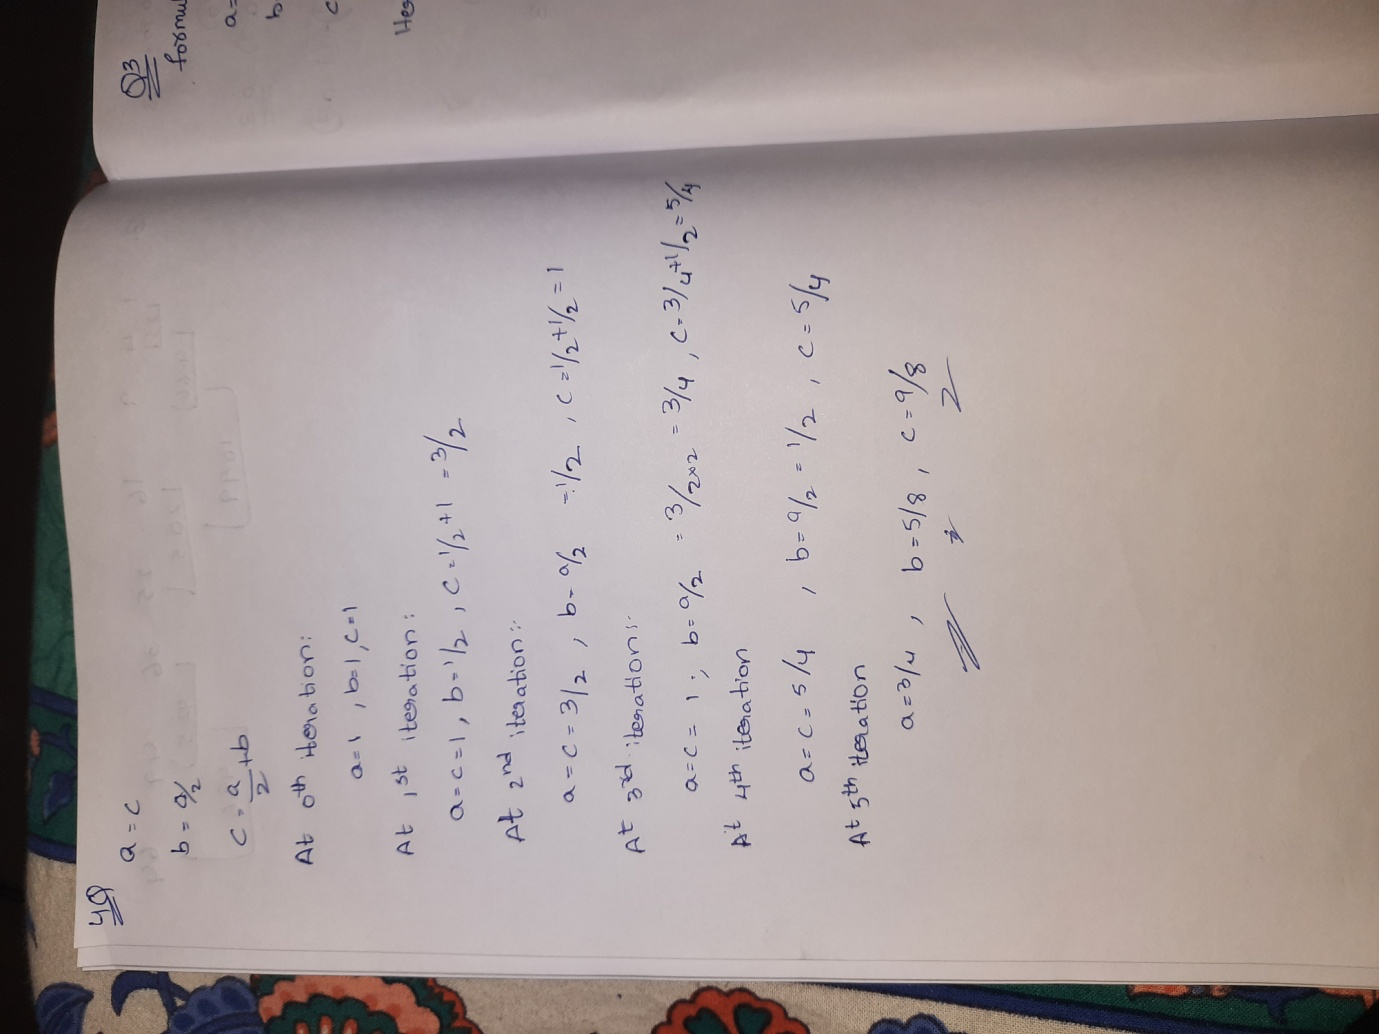 4Q
a = c
b = a/2
c = a/2 + b
At 0th iteration:
a=1, b=1, c=1
At 1st iteration:
a=c=1, b=1/2, c=1/2+1 = 3/2
At 2nd iteration:
a=c=3/2, b=a/2 =1/2, c=1/2+1/2=1
At 3rd iteration:
a=c=1; b=a/2 = 3/2x2 = 3/4, c=3/4+1/2=5/4
At 4th iteration
a=c=5/4, b=a/2=1/2, c=5/4
At 5th iteration
a=3/4, b=5/8, c=9/8
Q3
formul
a=
b
c
Hes